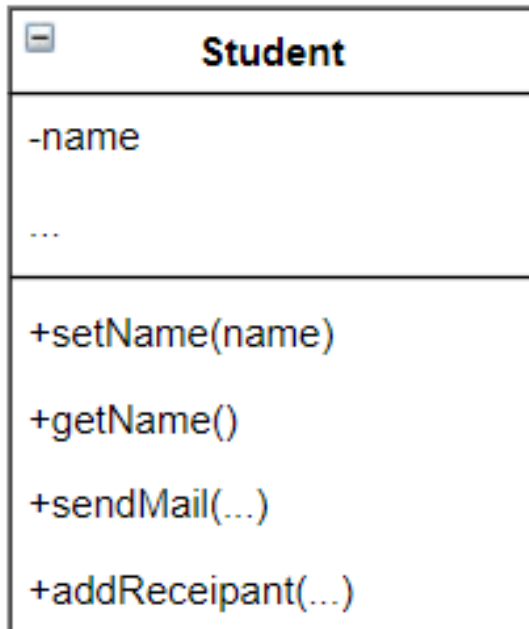 Student
-name
...
+setName(name)
+getName()
+sendMail(...)
+addReceipant(...)